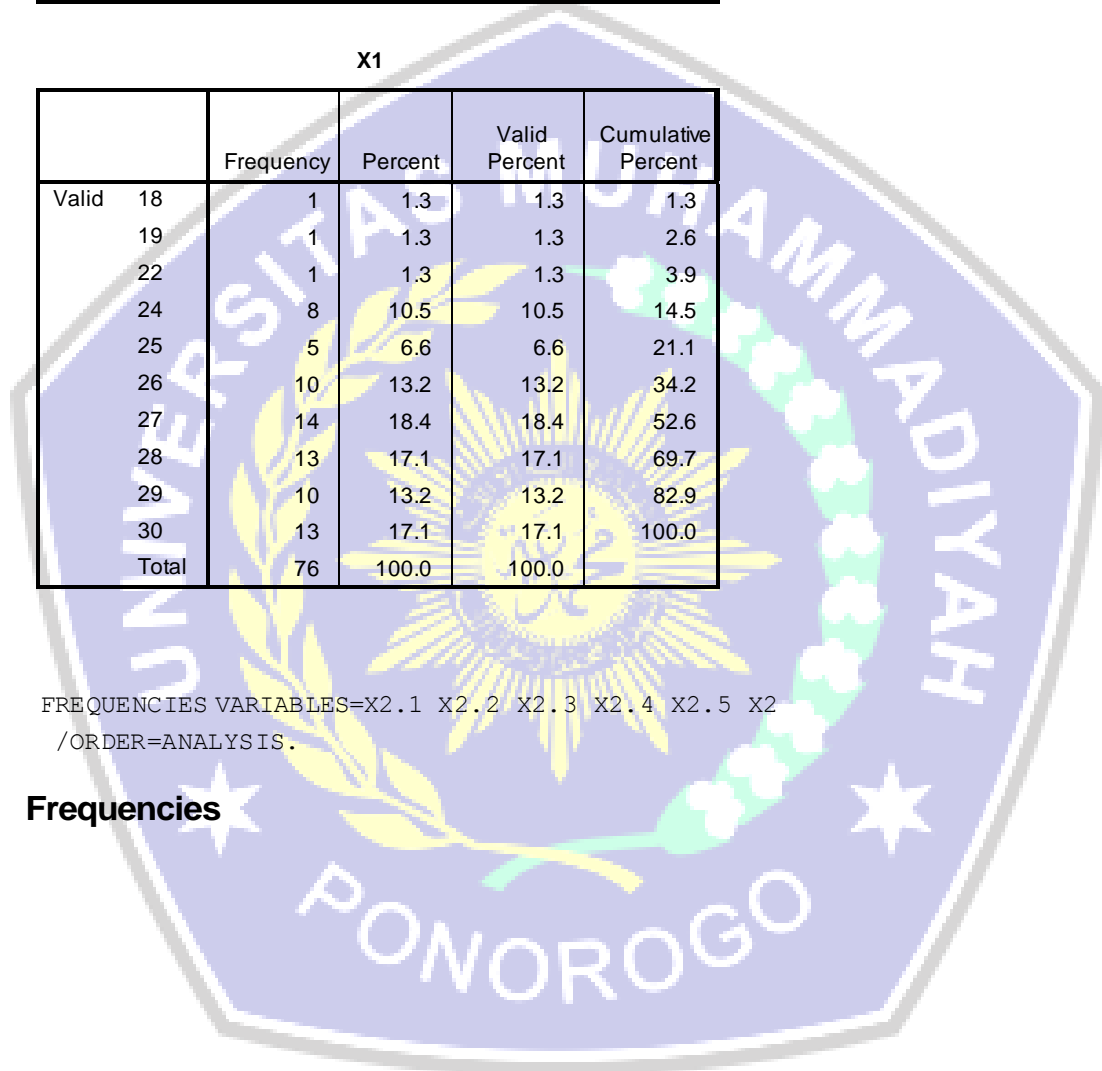 X1
Frequency Percent Valid Percent Cumulative Percent
Valid 18 1 1.3 1.3 1.3
19 1 1.3 1.3 2.6
22 1 1.3 1.3 3.9
24 8 10.5 10.5 14.5
25 5 6.6 6.6 21.1
26 10 13.2 13.2 34.2
27 14 18.4 18.4 52.6
28 13 17.1 17.1 69.7
29 10 13.2 13.2 82.9
30 13 17.1 17.1 100.0
Total 76 100.0 100.0
FREQUENCIES VARIABLES=X2.1 X2.2 X2.3 X2.4 X2.5 X2
/ORDER=ANALYSIS.
Frequencies
UNIVERSITAS MUHAMMADIYAH
PONOROGO